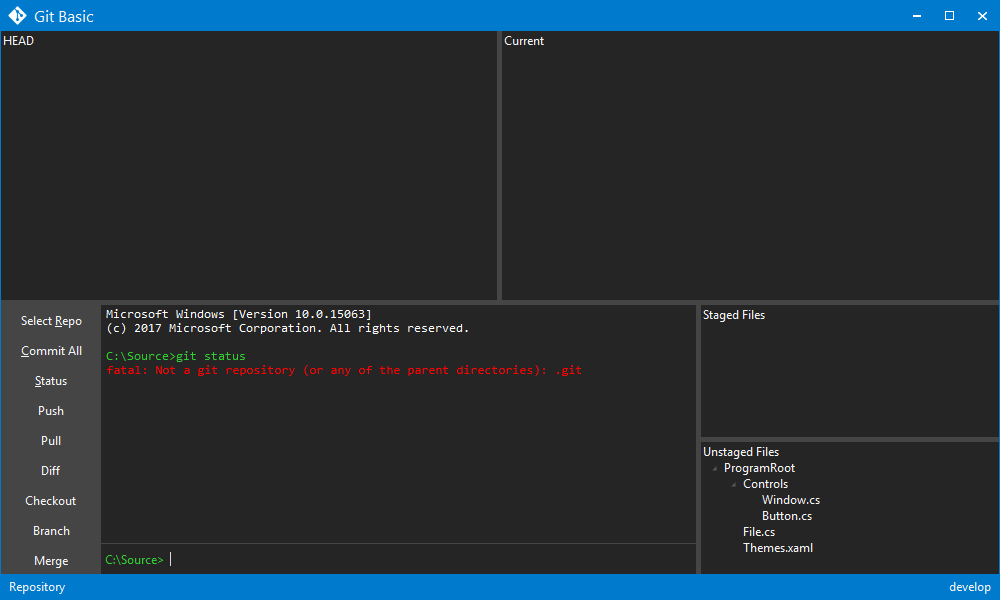 Git Basic
HEAD
Current
Select Repo
Commit All
Status
Push
Pull
Diff
Checkout
Branch
Merge
Microsoft Windows [Version 10.0.15063]
(c) 2017 Microsoft Corporation. All rights reserved.
C:\Source>git status
fatal: Not a git repository (or any of the parent directories): .git
C:\Source>
Staged Files
Unstaged Files
ProgramRoot
Controls
Window.cs
Button.cs
File.cs
Themes.xaml
Repository
develop